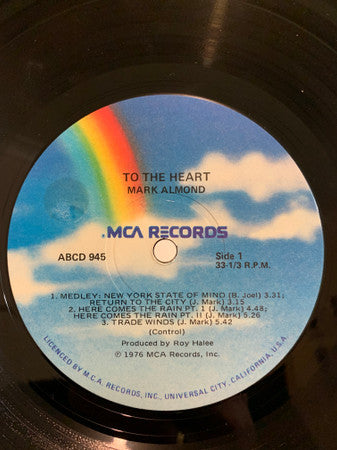 TO THE HEART
MARK ALMOND
MCA RECORDS
ABCD 945
Side 1
33-1/3 R.P.M.
1. MEDLEY: NEW YORK STATE OF MIND (B. Joel) 3.31;
RETURN TO THE CITY (J. Mark) 3.15
2. HERE COMES THE RAIN PT. 1 (J. Mark) 4.48;
HERE COMES THE RAIN PT. II (J. Mark) 5.26
3. TRADE WINDS (J. Mark) 5.42
(Control)
Produced by Roy Halee
℗ 1976 MCA Records, Inc.
LICENCED BY M.C.A. RECORDS, INC., UNIVERSAL CITY, CALIFORNIA, U.S.A.